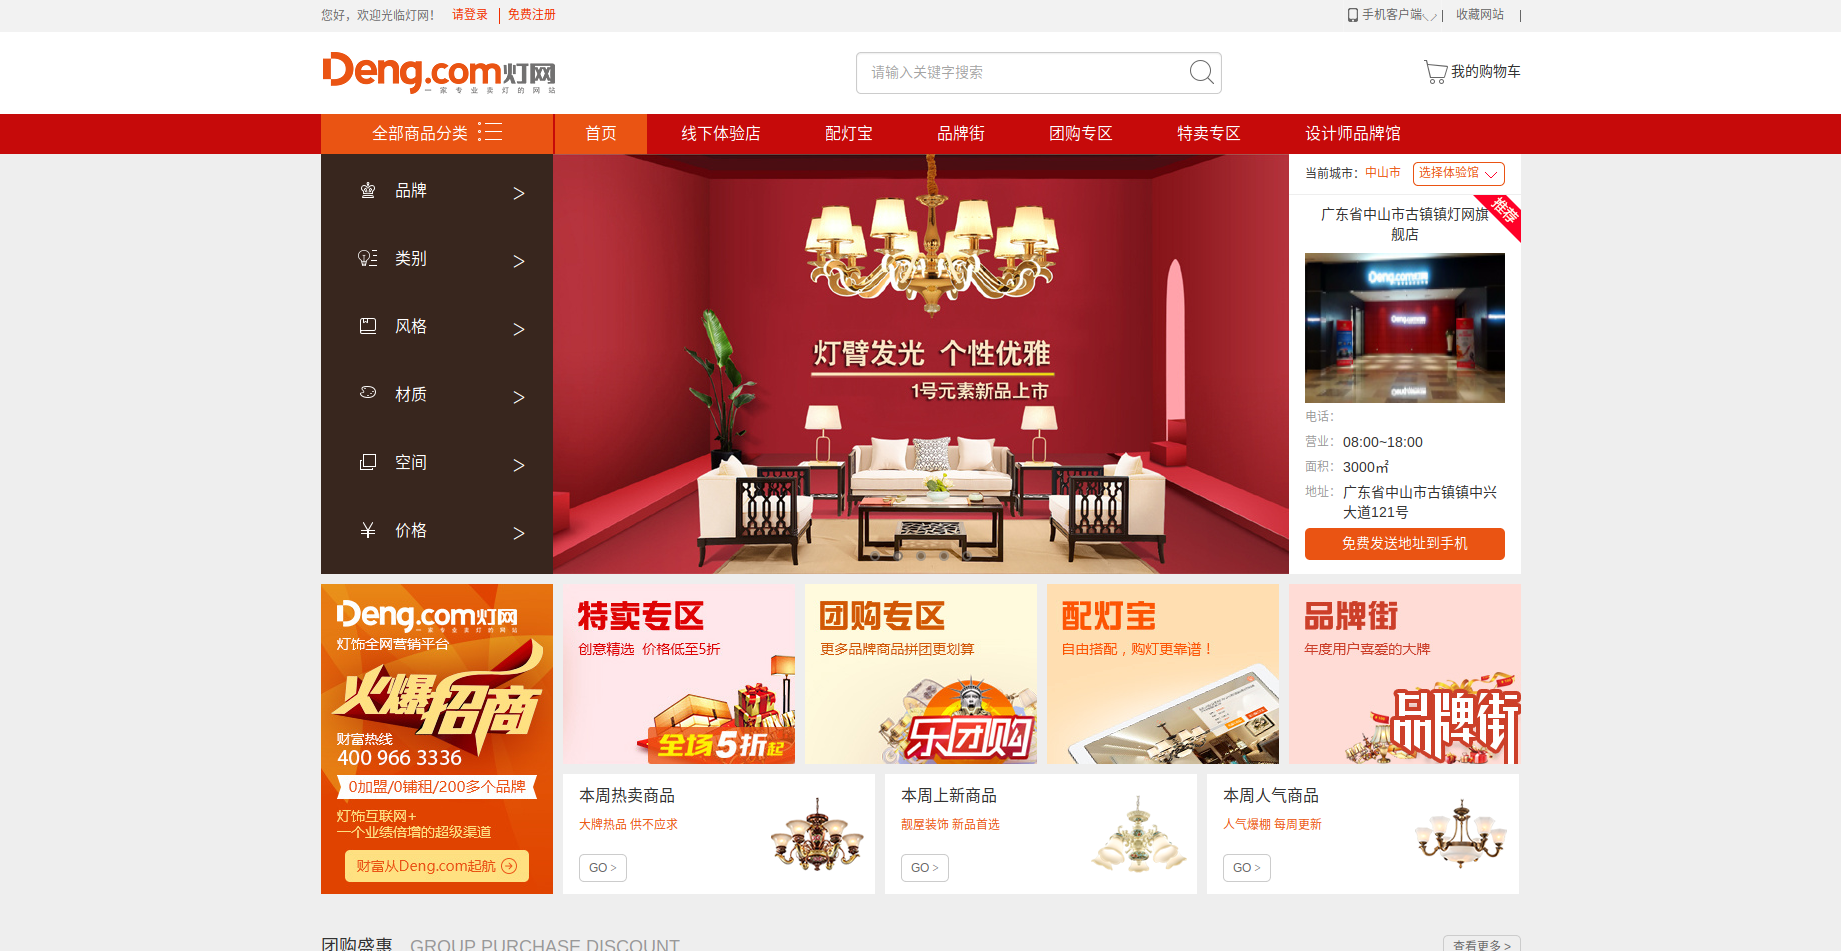 您好，欢迎光临灯网！ 请登录 免费注册
手机客户端 收藏网站
Deng.com灯网
一家专业卖灯的网站
请输入关键字搜索
我的购物车
全部商品分类 首页 线下体验店 配灯宝 品牌街 团购专区 特卖专区 设计师品牌馆
品牌 >
类别 >
风格 >
材质 >
空间 >
价格 >
灯臂发光 个性优雅
1号元素新品上市
当前城市：中山市 选择体验馆
推荐
广东省中山市古镇镇灯网旗
舰店
Deng.com灯网
电话：
营业： 08:00~18:00
面积： 3000㎡
地址： 广东省中山市古镇镇中兴
大道121号
免费发送地址到手机
Deng.com灯网
一家专业卖灯的网站
灯饰全网营销平台
火爆招商
财富热线
400 966 3336
0加盟/0铺租/200多个品牌
灯饰互联网+
一个业绩倍增的超级渠道
财富从Deng.com起航
特卖专区
创意精选 价格低至5折
全场5折起
团购专区
更多品牌商品拼团更划算
乐团购
配灯宝
自由搭配，购灯更靠谱！
品牌街
年度用户喜爱的大牌
品牌街
本周热卖商品
大牌热品 供不应求
GO >
本周上新商品
靓屋装饰 新品首选
GO >
本周人气商品
人气爆棚 每周更新
GO >
团购盛惠 GROUP PURCHASE DISCOUNT
查看更多 >